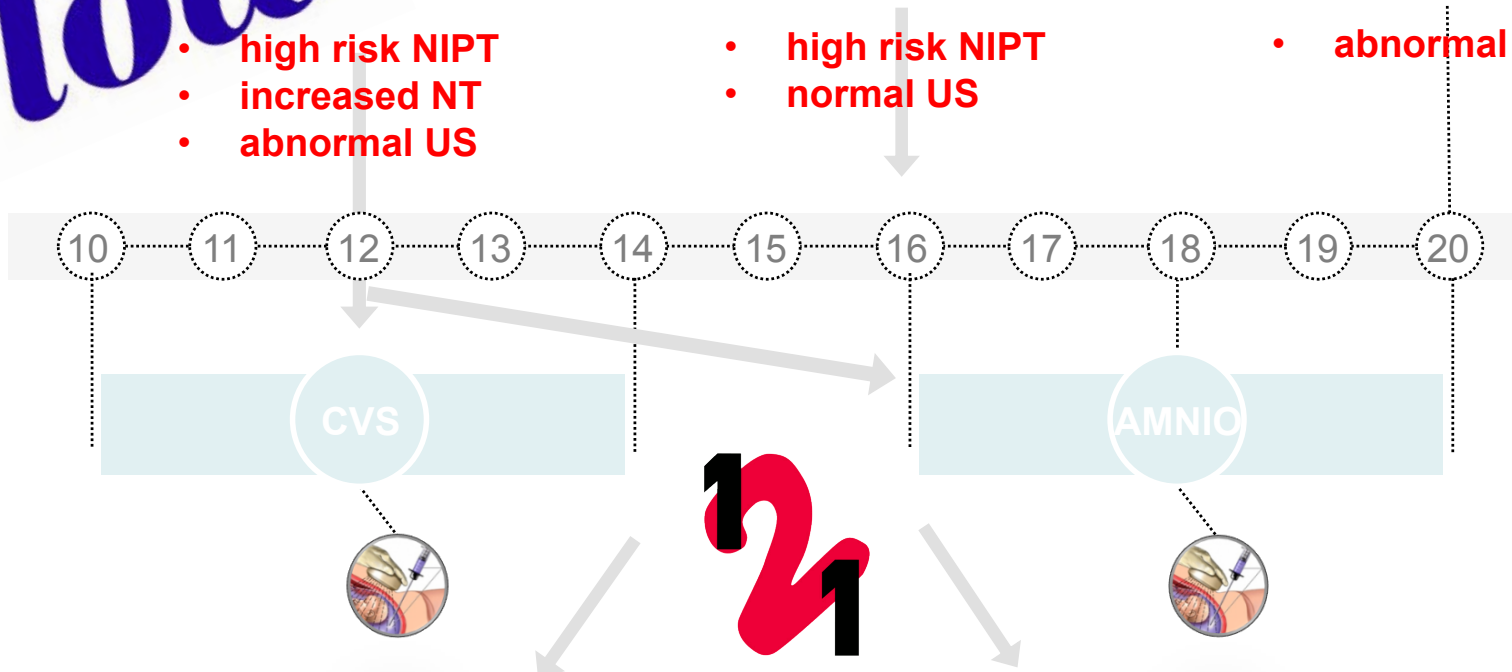 • high risk NIPT
• increased NT
• abnormal US
• high risk NIPT
• normal US
• abnormal
10 11 12 13 14 15 16 17 18 19 20
CVS
AMNIO
121